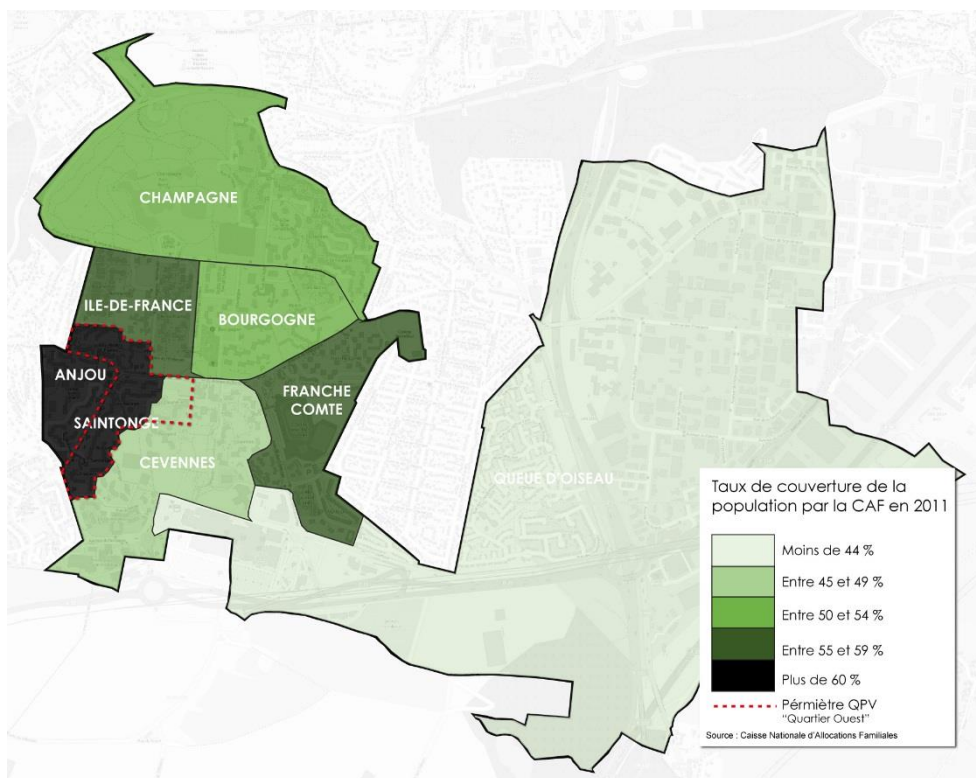 CHAMPAGNE
ILE-DE-FRANCE
BOURGOGNE
ANJOU
FRANCHE
COMTE
SAINTONGE
CEVENNES
QUEUE D'OISEAU
Taux de couverture de la
population par la CAF en 2011
Moins de 44 %
Entre 45 et 49 %
Entre 50 et 54 %
Entre 55 et 59 %
Plus de 60 %
Pérmiètre QPV
"Quartier Ouest"
Source : Caisse Nationale d'Allocations Familiales